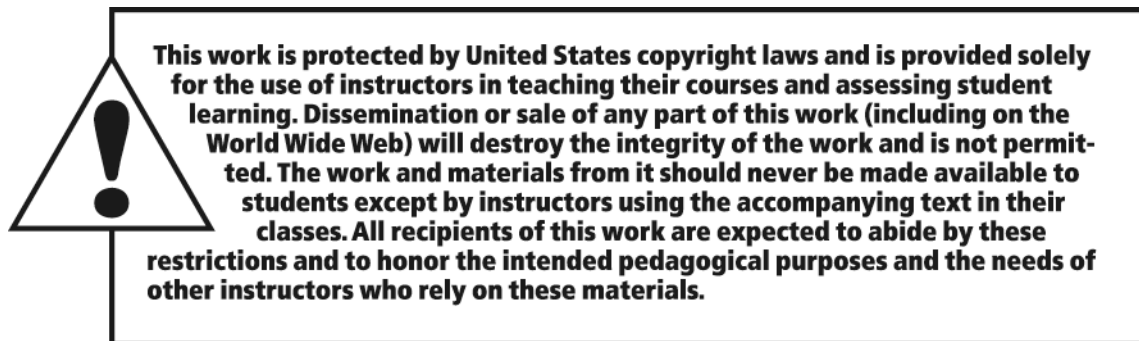 This work is protected by United States copyright laws and is provided solely
for the use of instructors in teaching their courses and assessing student
learning. Dissemination or sale of any part of this work (including on the
World Wide Web) will destroy the integrity of the work and is not permit-
ted. The work and materials from it should never be made available to
students except by instructors using the accompanying text in their
classes. All recipients of this work are expected to abide by these
restrictions and to honor the intended pedagogical purposes and the needs of
other instructors who rely on these materials.